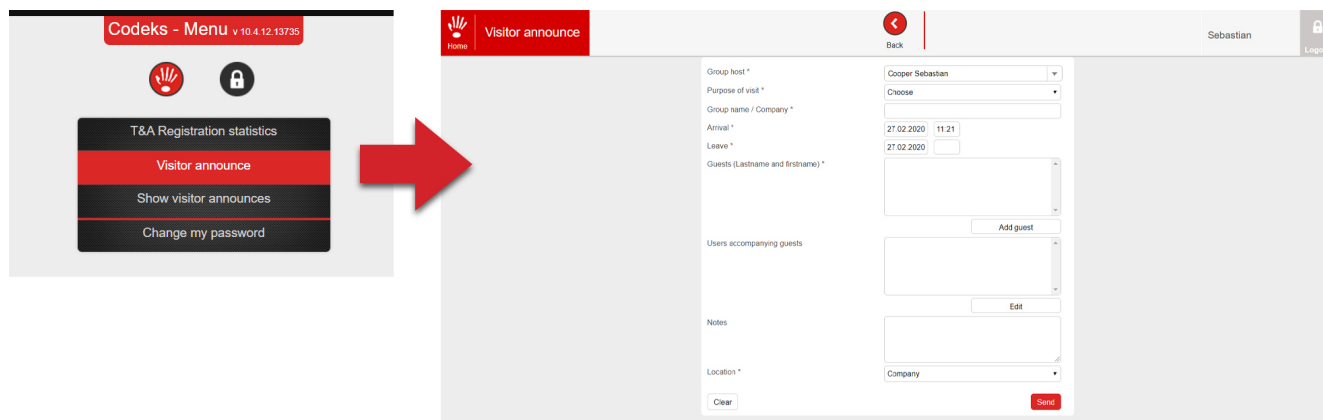 Codeks - Menu v 10.4.12.13735
T&A Registration statistics
Visitor announce
Show visitor announces
Change my password
Home
Visitor announce
Back
Sebastian
Group host *
Cooper Sebastian
Purpose of visit *
Choose
Group name / Company *
Arrival *
27.02.2020 11:21
Leave *
27.02.2020
Guests (Lastname and firstname) *
Add guest
Users accompanying guests
Edit
Notes
Location *
Company
Clear
Send